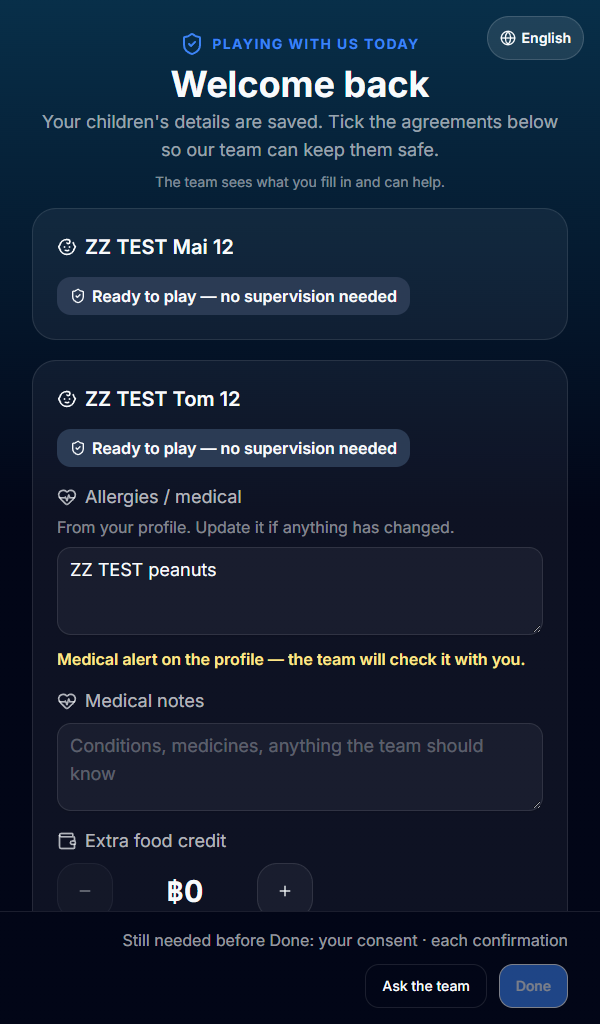 PLAYING WITH US TODAY
English
Welcome back
Your children's details are saved. Tick the agreements below
so our team can keep them safe.
The team sees what you fill in and can help.
ZZ TEST Mai 12
Ready to play — no supervision needed
ZZ TEST Tom 12
Ready to play — no supervision needed
Allergies / medical
From your profile. Update it if anything has changed.
ZZ TEST peanuts
Medical alert on the profile — the team will check it with you.
Medical notes
Conditions, medicines, anything the team should
know
Extra food credit
− ฿0 +
Still needed before Done: your consent · each confirmation
Ask the team Done